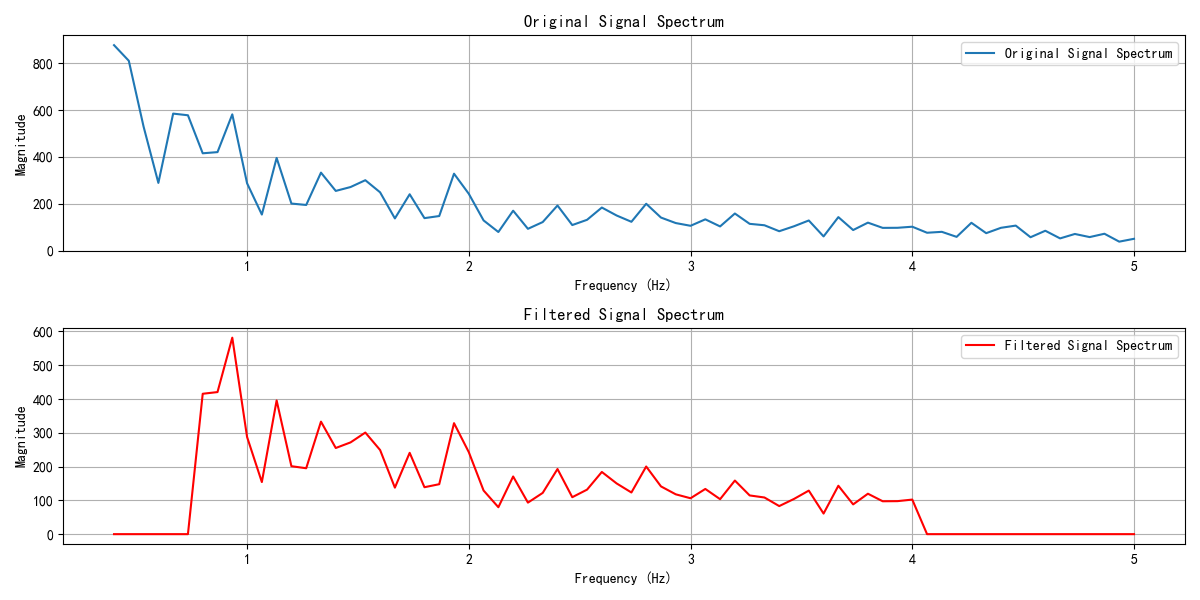 Original Signal Spectrum
Original Signal Spectrum
Magnitude
800
600
400
200
0
1 2 3 4 5
Frequency (Hz)
Filtered Signal Spectrum
Filtered Signal Spectrum
Magnitude
600
500
400
300
200
100
0
1 2 3 4 5
Frequency (Hz)